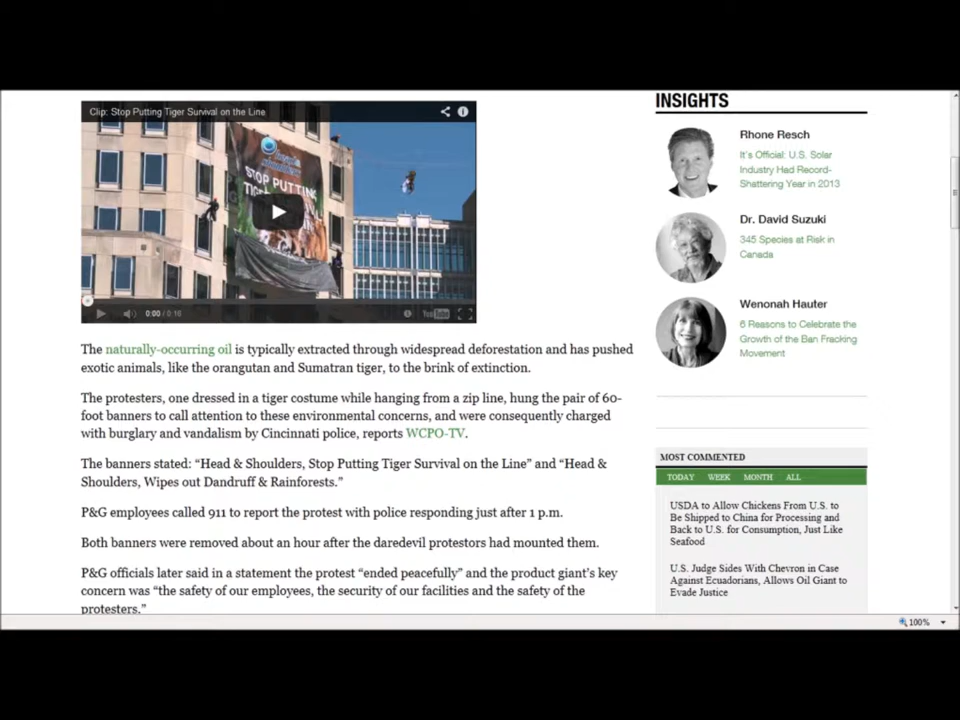 Clip: Stop Putting Tiger Survival on the Line
STOP PUTTING
0:00 / 0:16
YouTube
The naturally-occurring oil is typically extracted through widespread deforestation and has pushed
exotic animals, like the orangutan and Sumatran tiger, to the brink of extinction.
The protesters, one dressed in a tiger costume while hanging from a zip line, hung the pair of 60-
foot banners to call attention to these environmental concerns, and were consequently charged
with burglary and vandalism by Cincinnati police, reports WCPO-TV.
The banners stated: “Head & Shoulders, Stop Putting Tiger Survival on the Line” and “Head &
Shoulders, Wipes out Dandruff & Rainforests.”
P&G employees called 911 to report the protest with police responding just after 1 p.m.
Both banners were removed about an hour after the daredevil protestors had mounted them.
P&G officials later said in a statement the protest “ended peacefully” and the product giant's key
concern was “the safety of our employees, the security of our facilities and the safety of the
protesters.”
INSIGHTS
Rhone Resch
It's Official: U.S. Solar
Industry Had Record-
Shattering Year in 2013
Dr. David Suzuki
345 Species at Risk in
Canada
Wenonah Hauter
6 Reasons to Celebrate the
Growth of the Ban Fracking
Movement
MOST COMMENTED
TODAY WEEK MONTH ALL
USDA to Allow Chickens From U.S. to
Be Shipped to China for Processing and
Back to U.S. for Consumption, Just Like
Seafood
U.S. Judge Sides With Chevron in Case
Against Ecuadorians, Allows Oil Giant to
Evade Justice
100%